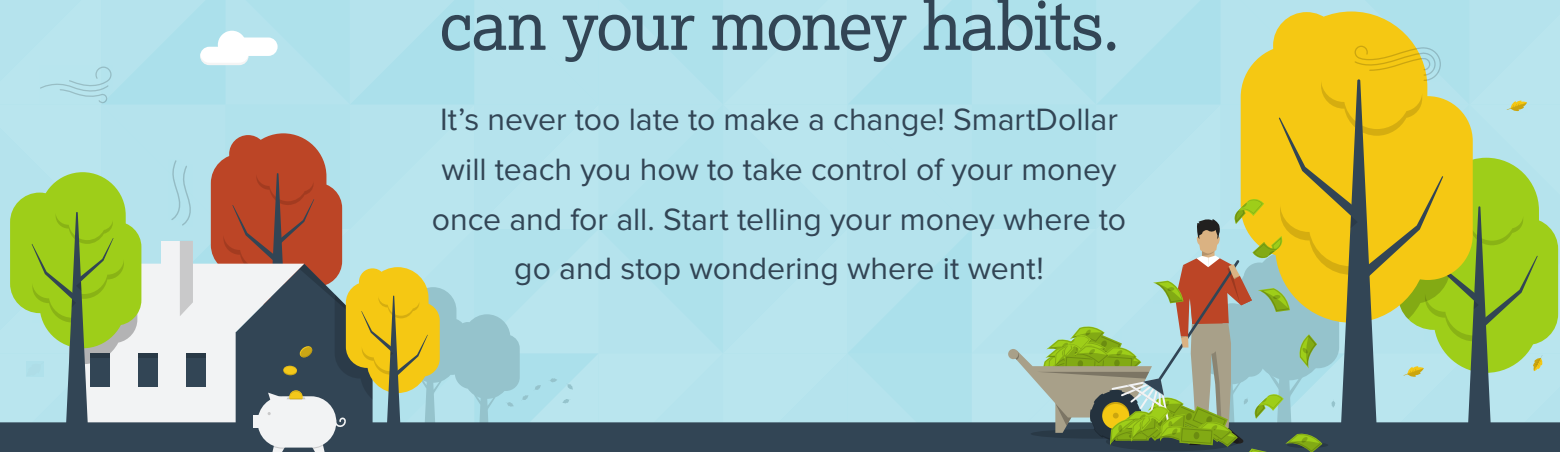 can your money habits.
It’s never too late to make a change! SmartDollar
will teach you how to take control of your money
once and for all. Start telling your money where to
go and stop wondering where it went!